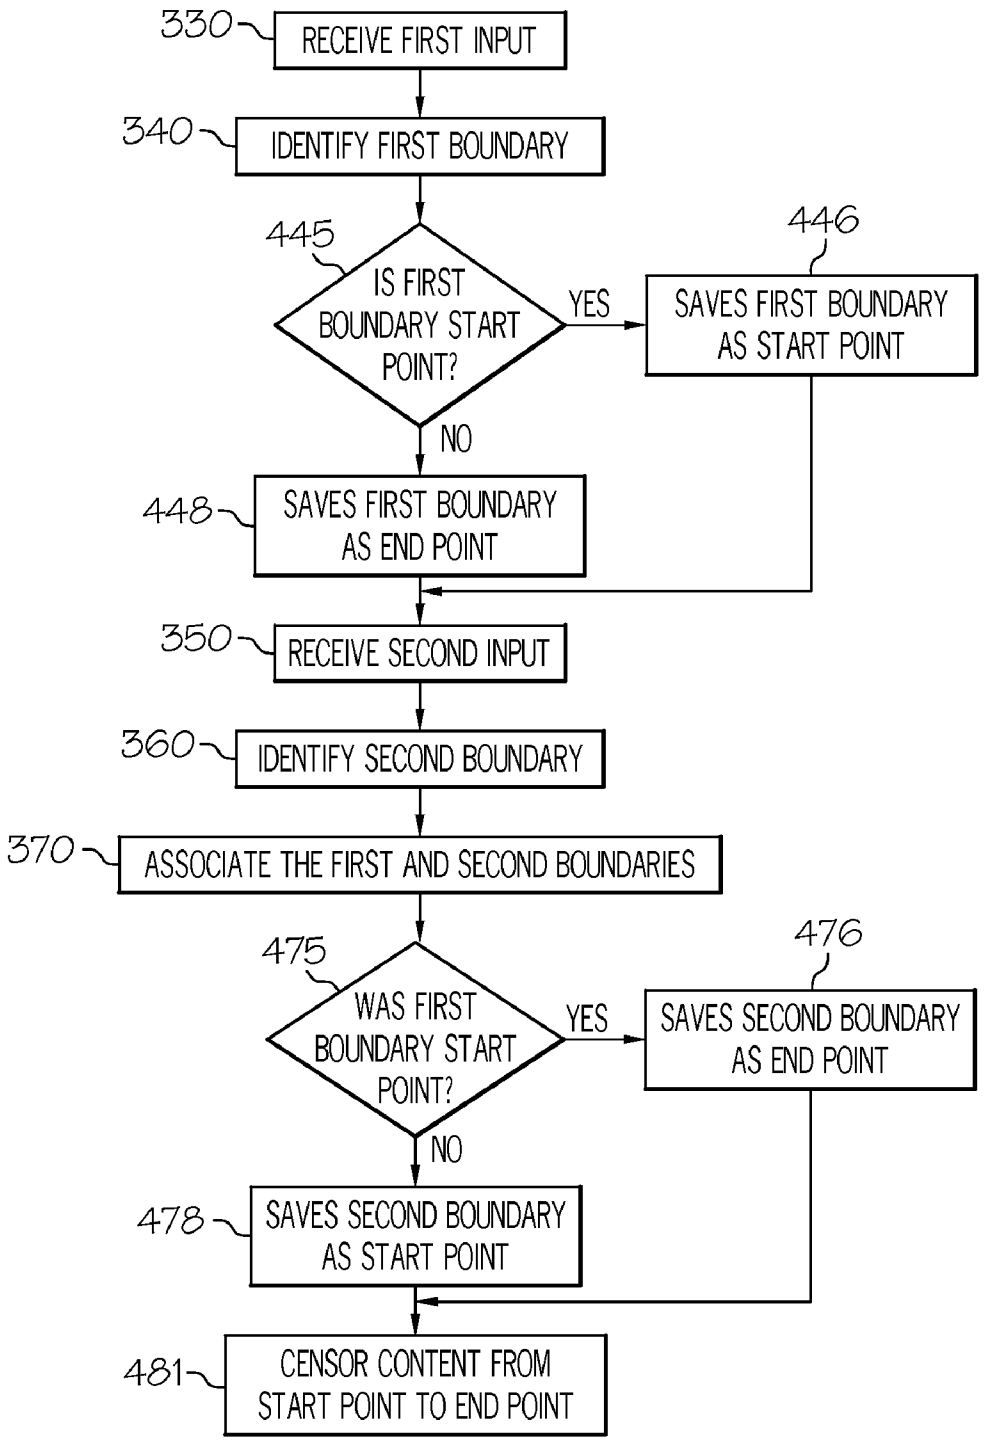 330
RECEIVE FIRST INPUT
340
IDENTIFY FIRST BOUNDARY
445
IS FIRST
BOUNDARY START
POINT?
YES
446
SAVES FIRST BOUNDARY
AS START POINT
NO
448
SAVES FIRST BOUNDARY
AS END POINT
350
RECEIVE SECOND INPUT
360
IDENTIFY SECOND BOUNDARY
370
ASSOCIATE THE FIRST AND SECOND BOUNDARIES
475
WAS FIRST
BOUNDARY START
POINT?
YES
476
SAVES SECOND BOUNDARY
AS END POINT
NO
478
SAVES SECOND BOUNDARY
AS START POINT
481
CENSOR CONTENT FROM
START POINT TO END POINT